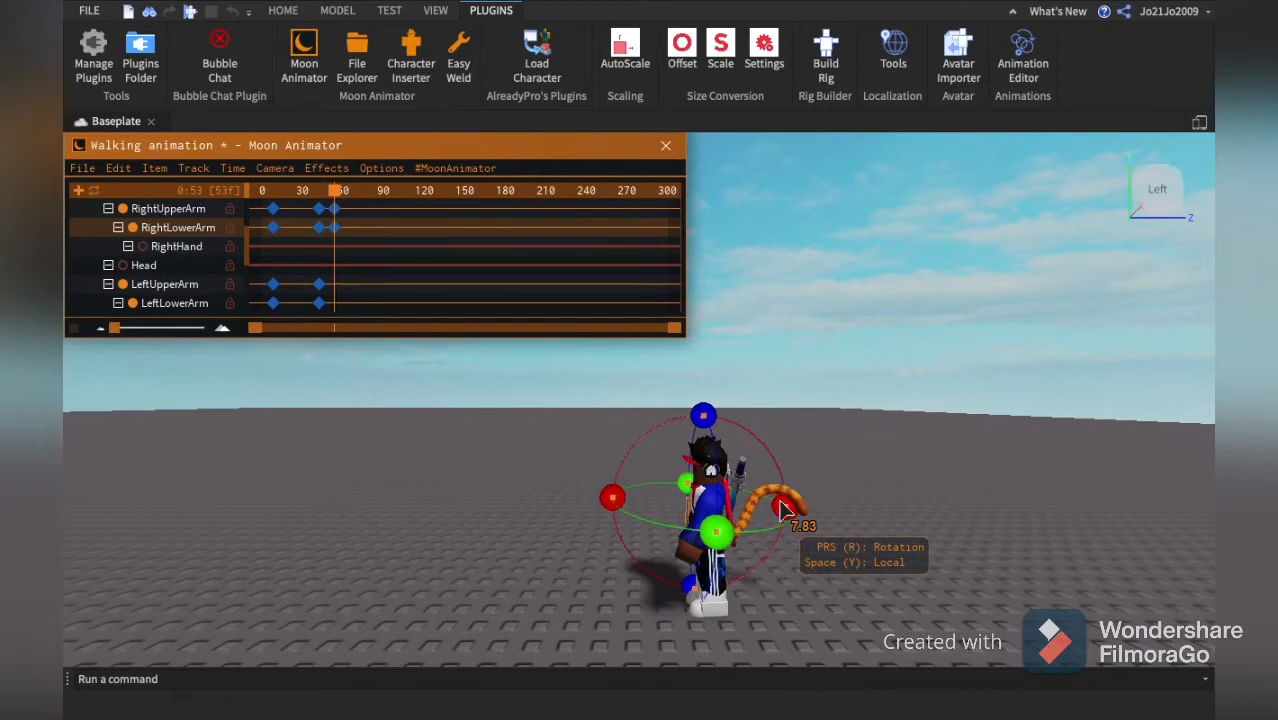 FILE HOME MODEL TEST VIEW PLUGINS What's New Jo21Jo2009
Manage Plugins
Plugins Folder
Bubble Chat
Moon Animator
File Explorer
Character Inserter
Easy Weld
Load Character
AutoScale
Offset
Scale
Settings
Build Rig
Tools
Avatar Importer
Animation Editor
Tools Bubble Chat Plugin Moon Animator AlreadyPro's Plugins Scaling Size Conversion Rig Builder Localization Avatar Animations
Baseplate
Walking animation * - Moon Animator
File Edit Item Track Time Camera Effects Options #MoonAnimator
0:53 [53f] 0 30 60 90 120 150 180 210 240 270 300
RightUpperArm
RightLowerArm
RightHand
Head
LeftUpperArm
LeftLowerArm
Y
Left
Z
7.83
PRS (R): Rotation
Space (Y): Local
Created with Wondershare FilmoraGo
Run a command